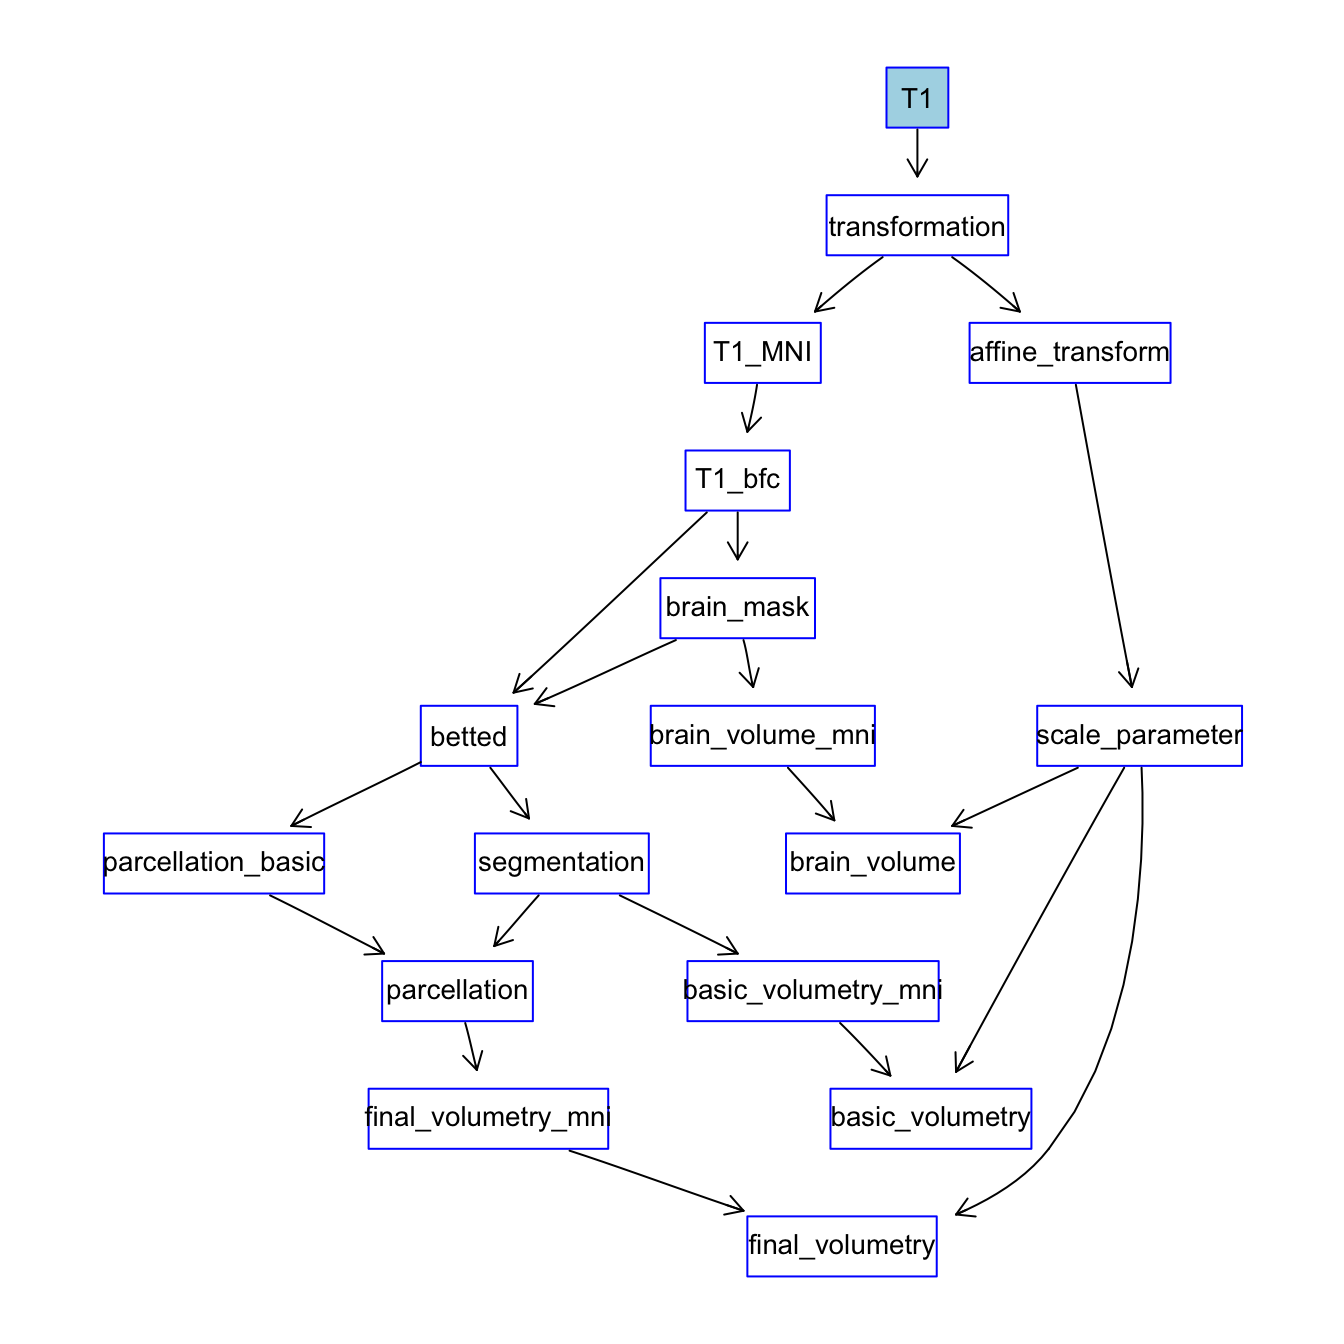 T1
transformation
T1_MNI
affine_transform
T1_bfc
brain_mask
betted
brain_volume_mni
scale_parameter
parcellation_basic
segmentation
brain_volume
parcellation
basic_volumetry_mni
final_volumetry_mni
basic_volumetry
final_volumetry